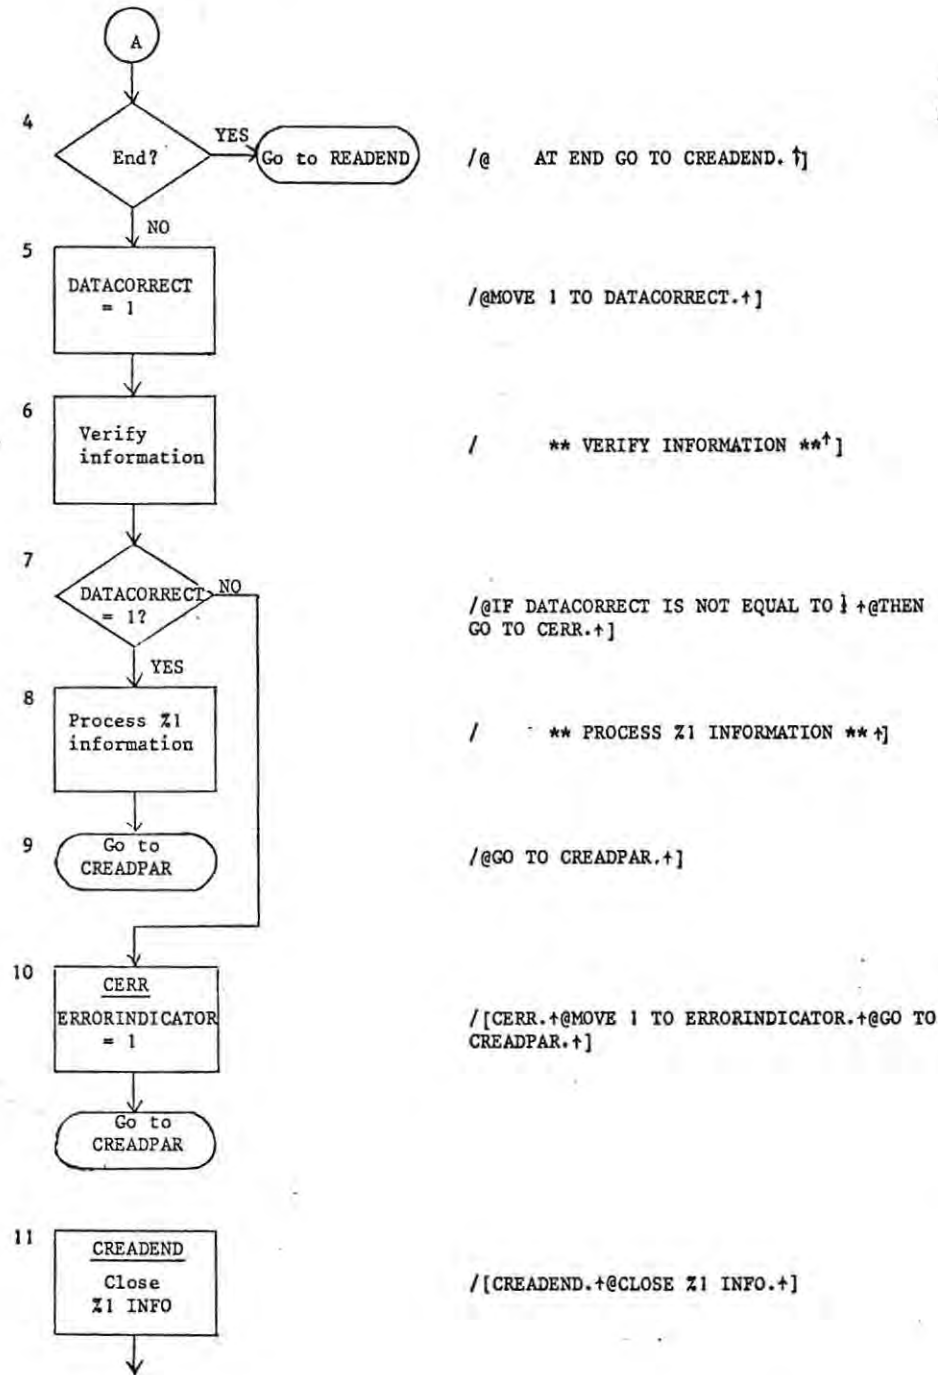 A
4
End?
YES
Go to READEND
/@    AT END GO TO CREADEND.↑]
NO
5
DATACORRECT
= 1
/@MOVE 1 TO DATACORRECT.↑]
6
Verify
information
/    ** VERIFY INFORMATION **↑]
7
DATACORRECT
= 1?
NO
/@IF DATACORRECT IS NOT EQUAL TO 1 ↑@THEN
GO TO CERR.↑]
YES
8
Process %1
information
/    ** PROCESS %1 INFORMATION **↑]
9
Go to
CREADPAR
/@GO TO CREADPAR.↑]
10
CERR
ERRORINDICATOR
= 1
/[CERR.↑@MOVE 1 TO ERRORINDICATOR.↑@GO TO
CREADPAR.↑]
Go to
CREADPAR
11
CREADEND
Close
%1 INFO
/[CREADEND.↑@CLOSE %1 INFO.↑]